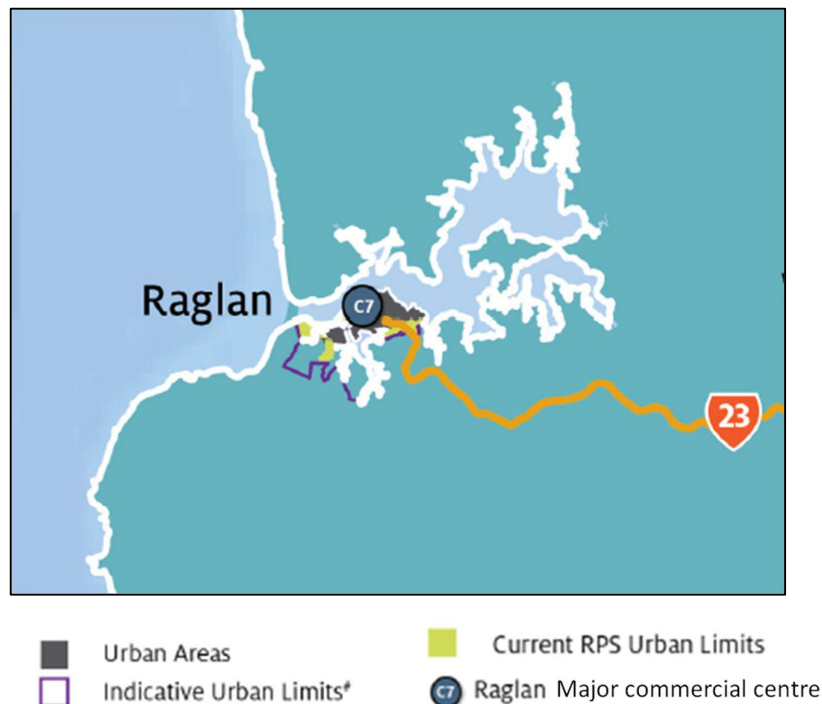 Raglan
C7
23
Urban Areas
Current RPS Urban Limits
Indicative Urban Limits#
C7 Raglan Major commercial centre